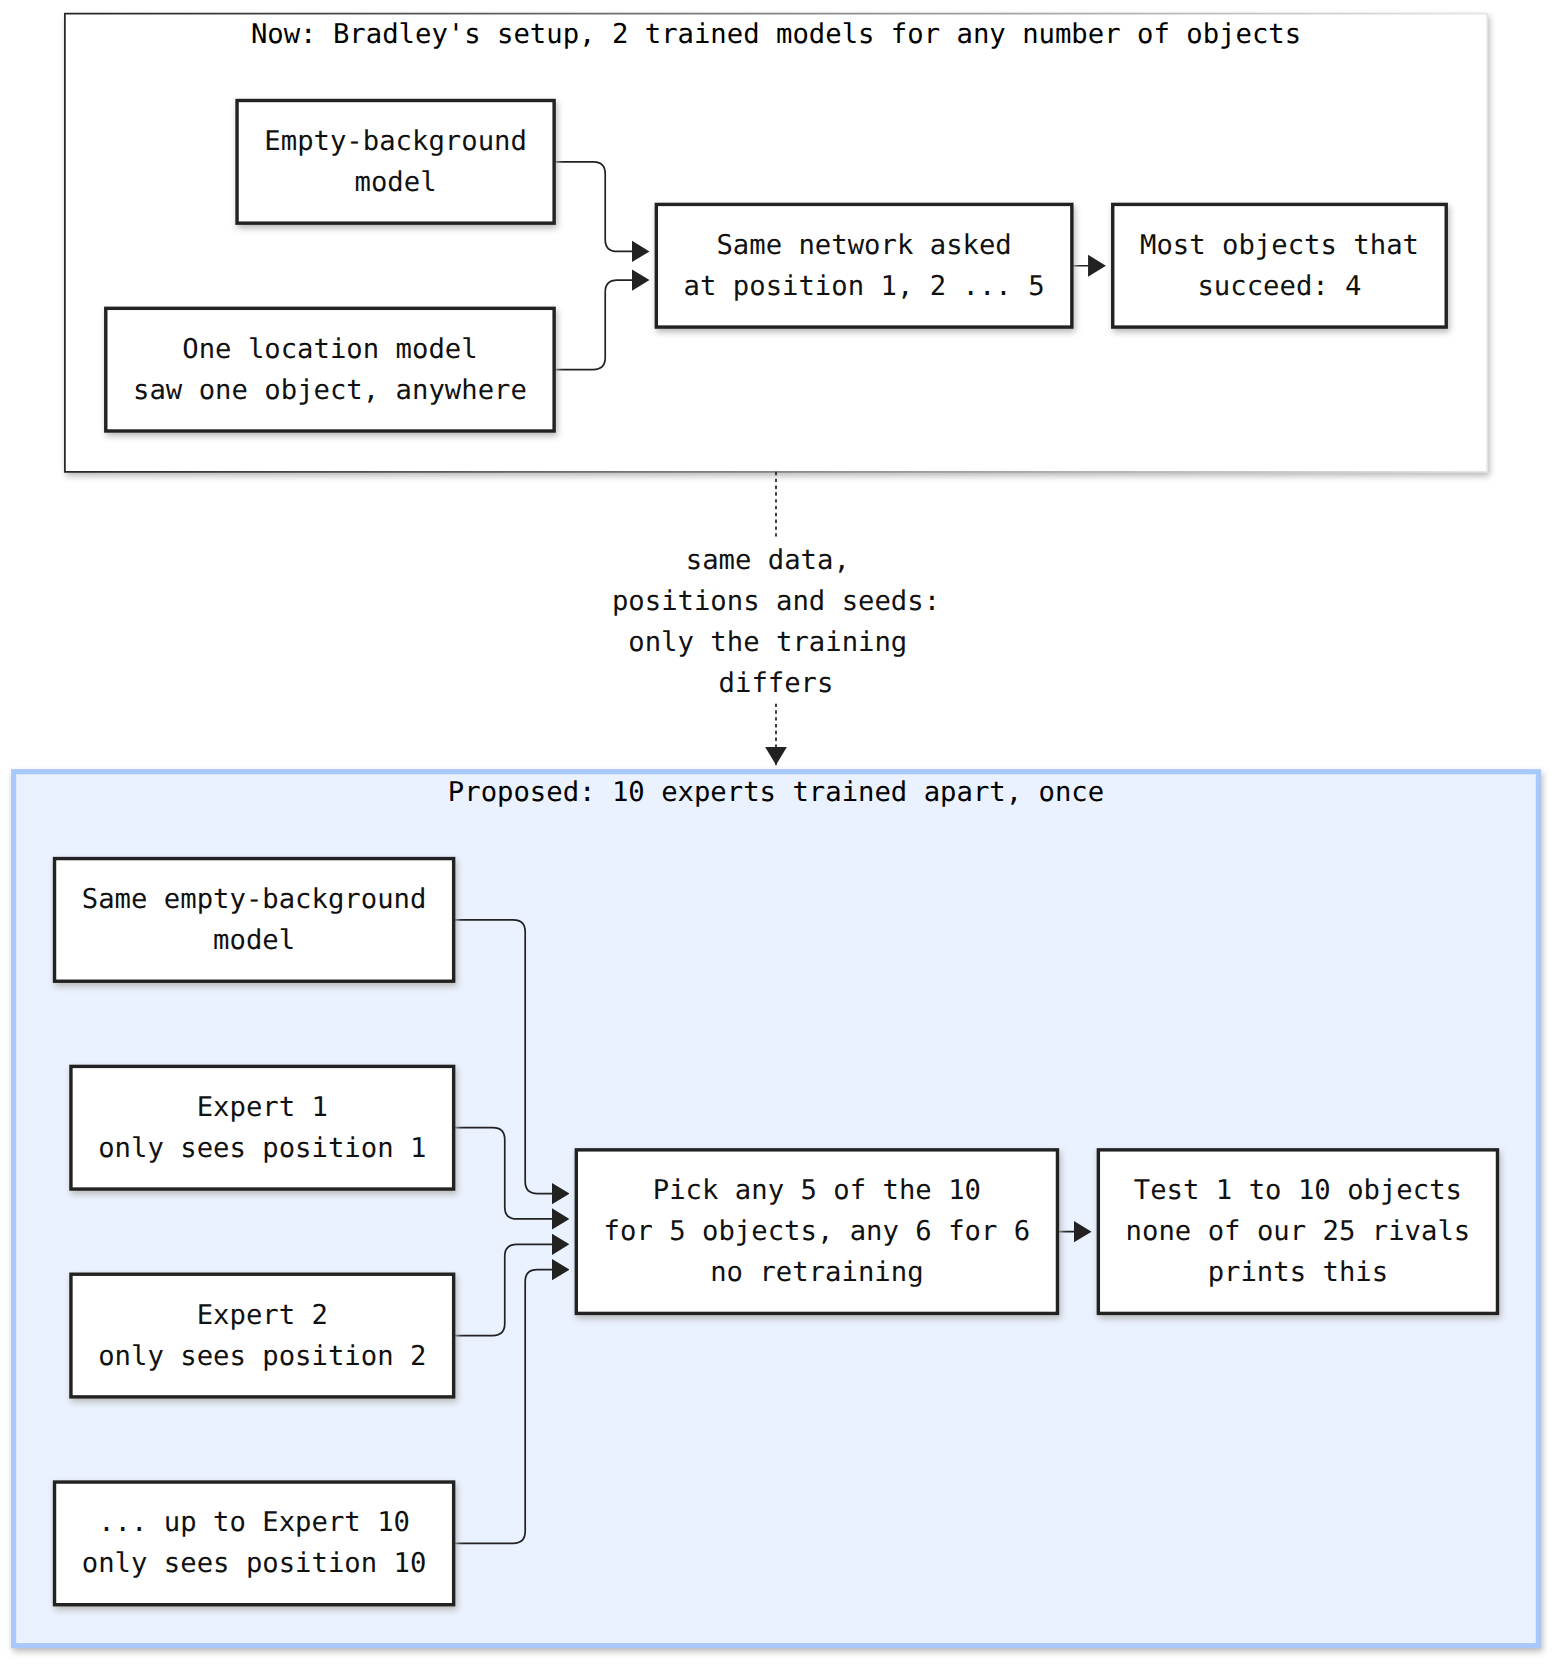 Now: Bradley's setup, 2 trained models for any number of objects
Empty-background
model
One location model
saw one object, anywhere
Same network asked
at position 1, 2 ... 5
Most objects that
succeed: 4
same data,
positions and seeds:
only the training
differs
Proposed: 10 experts trained apart, once
Same empty-background
model
Expert 1
only sees position 1
Expert 2
only sees position 2
... up to Expert 10
only sees position 10
Pick any 5 of the 10
for 5 objects, any 6 for 6
no retraining
Test 1 to 10 objects
none of our 25 rivals
prints this